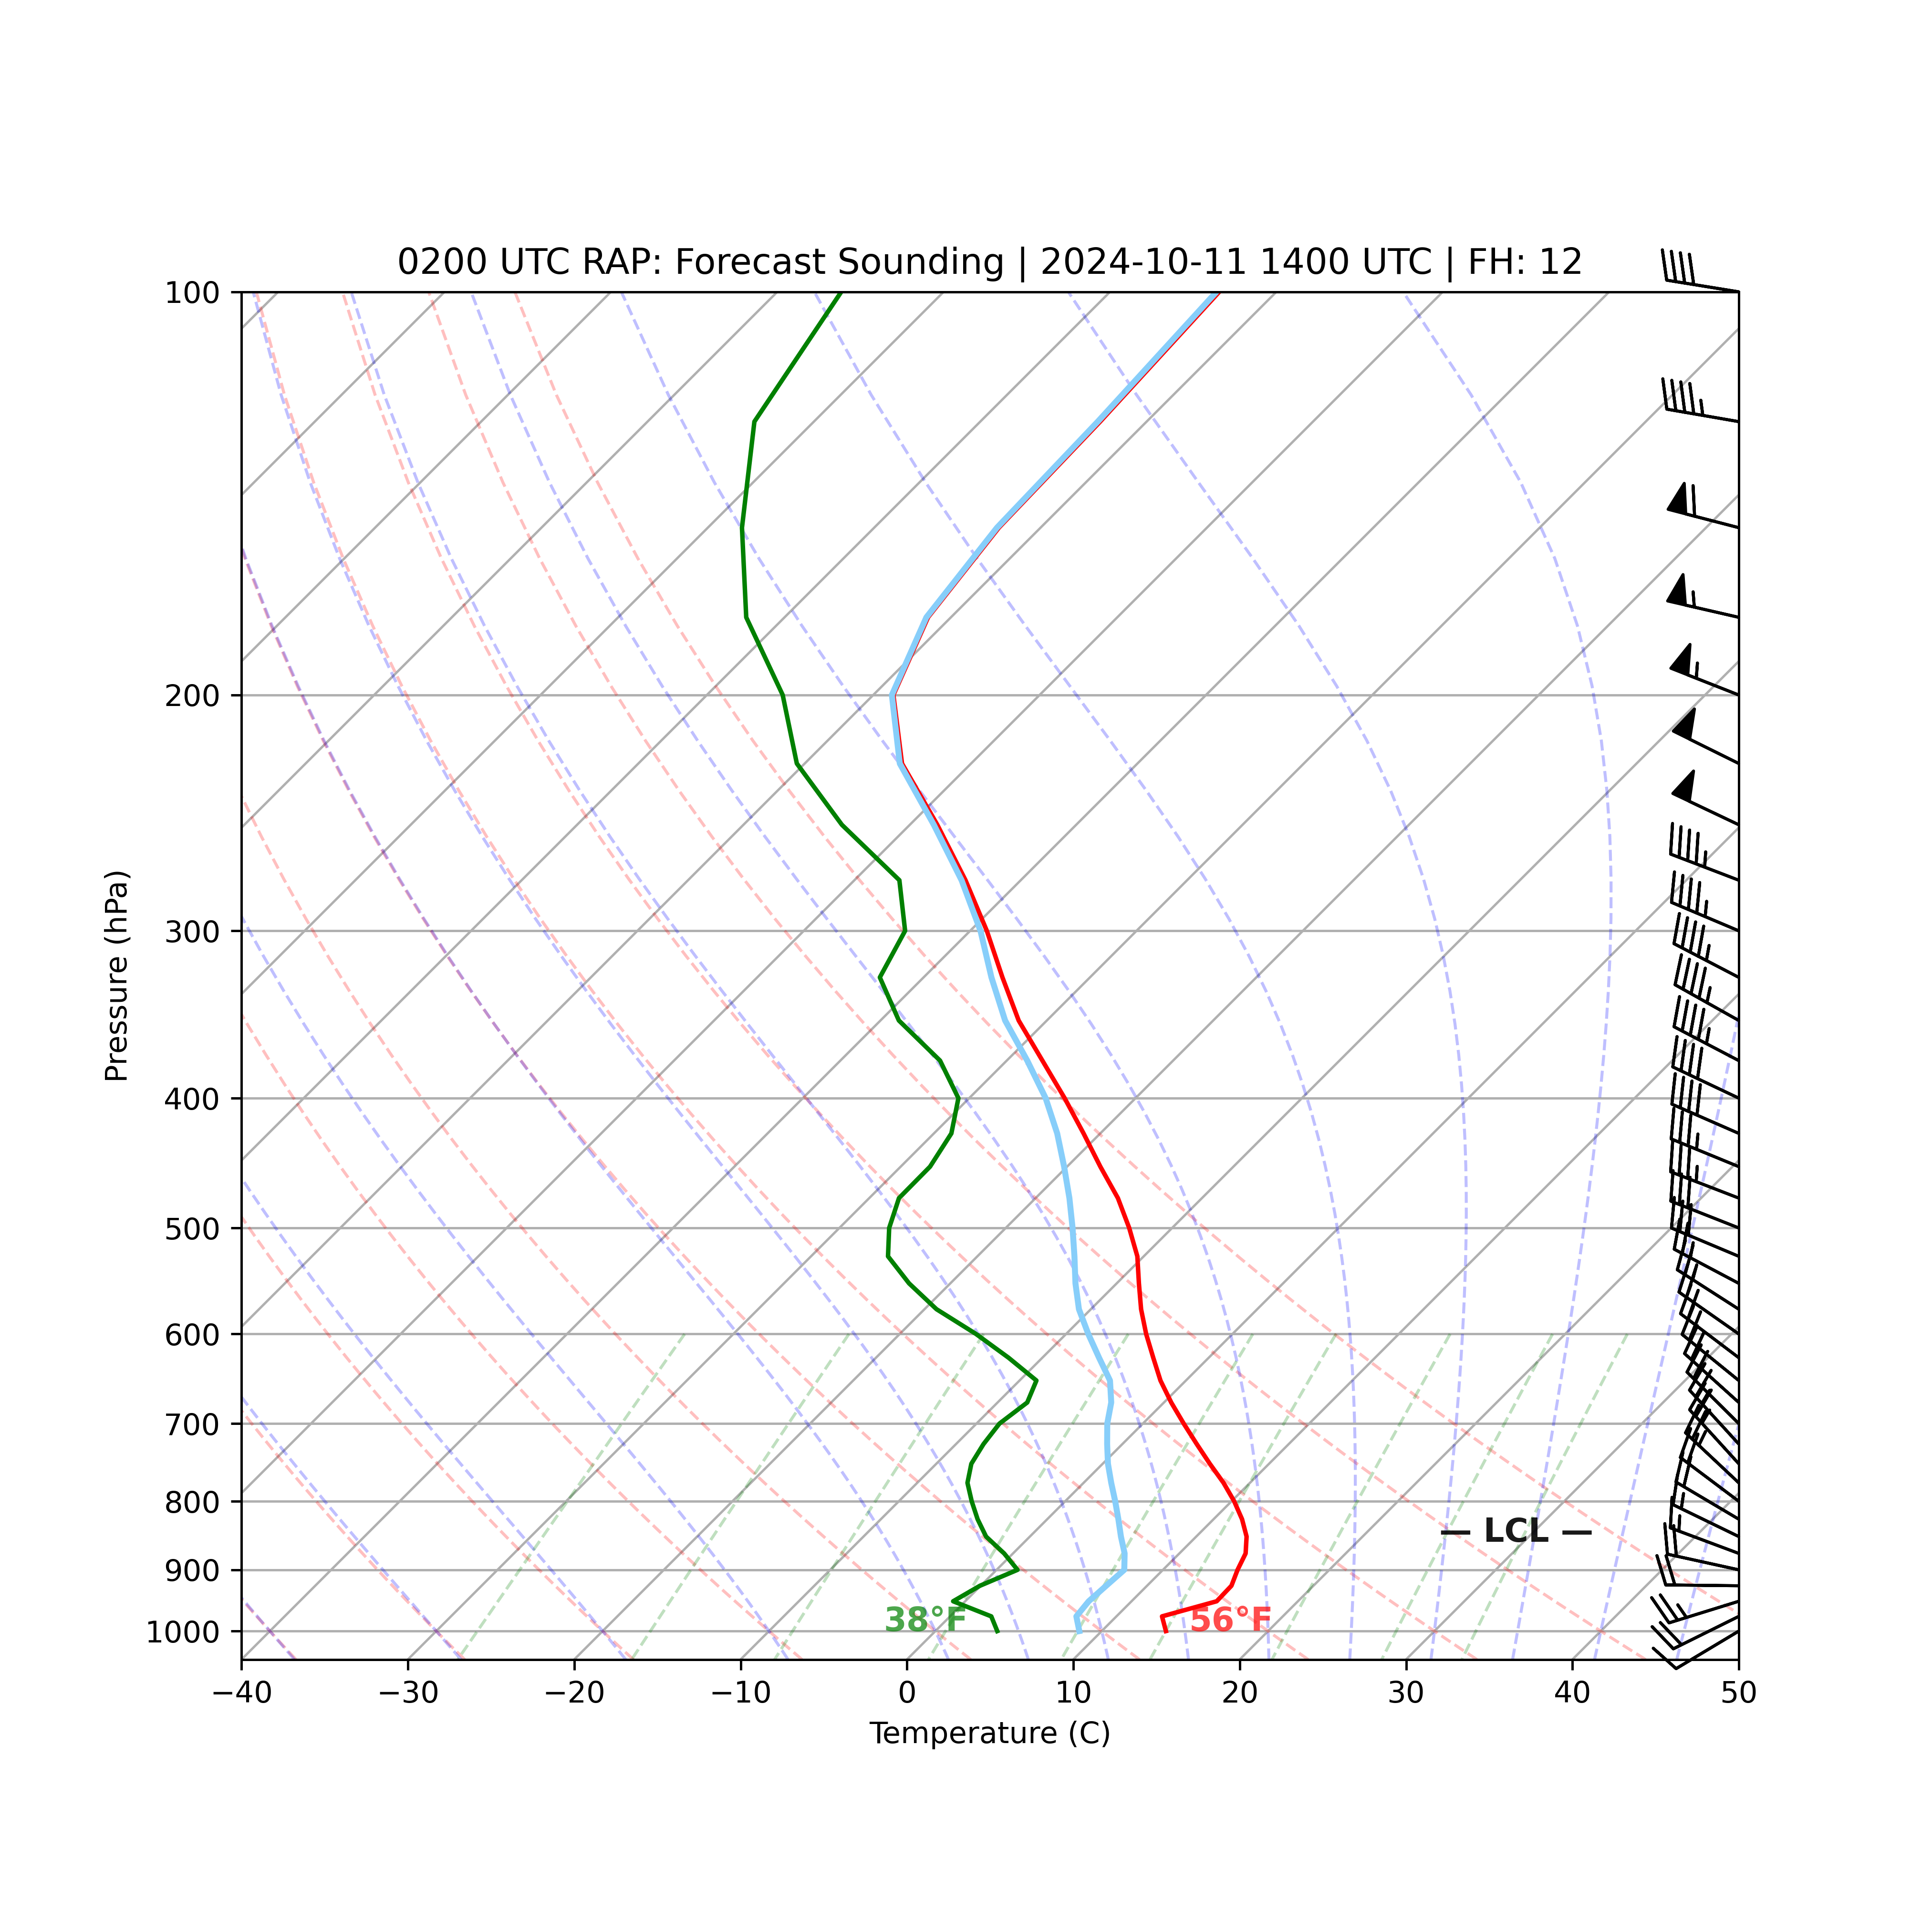 0200 UTC RAP: Forecast Sounding | 2024-10-11 1400 UTC | FH: 12
100
200
300
400
500
600
700
800
900
1000
Pressure (hPa)
— LCL —
38°F
56°F
−40 −30 −20 −10 0 10 20 30 40 50
Temperature (C)